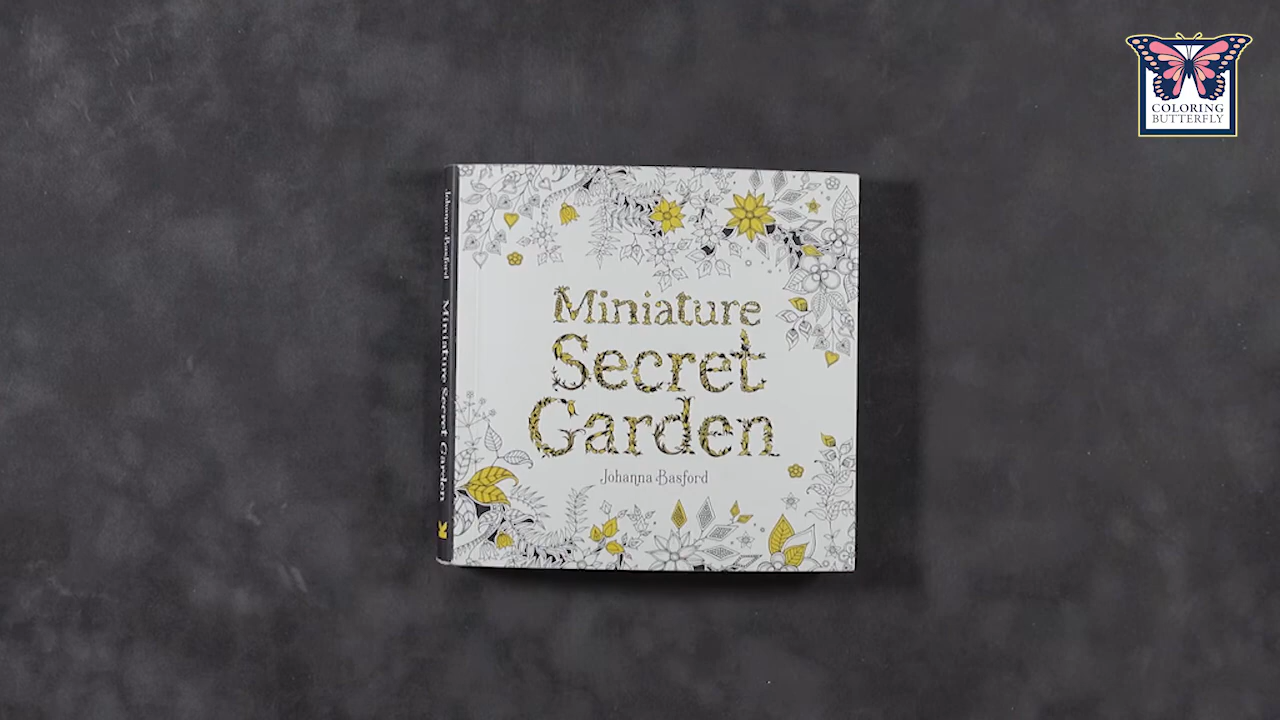 COLORING
BUTTERFLY
Johanna Basford Miniature Secret Garden
Miniature
Secret
Garden
Johanna Basford